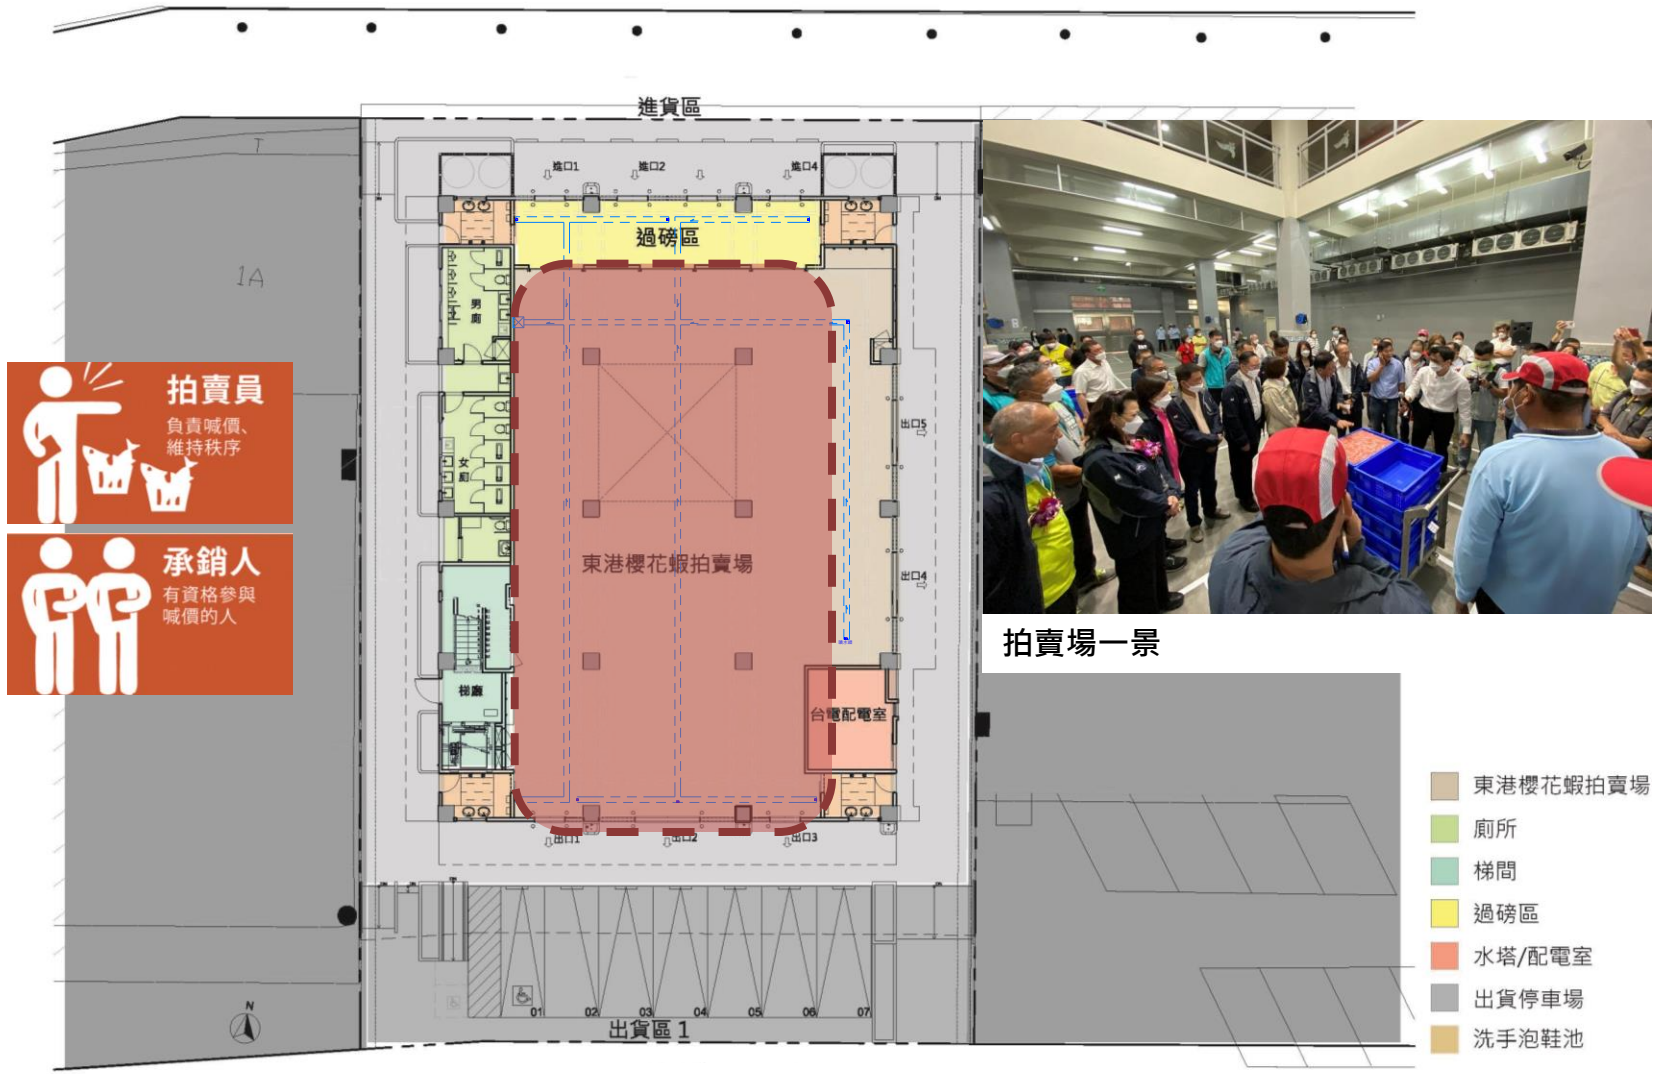 進貨區
T
進口1
進口2
進口4
過磅區
1A
男廁
拍賣員
負責喊價、
維持秩序
出口5
女廁
承銷人
有資格參與
喊價的人
東港櫻花蝦拍賣場
出口4
拍賣場一景
梯廳
台電配電室
東港櫻花蝦拍賣場
廁所
梯間
過磅區
水塔/配電室
出貨停車場
洗手泡鞋池
出口1
出口2
出口3
N
01
02
03
04
05
06
07
出貨區1